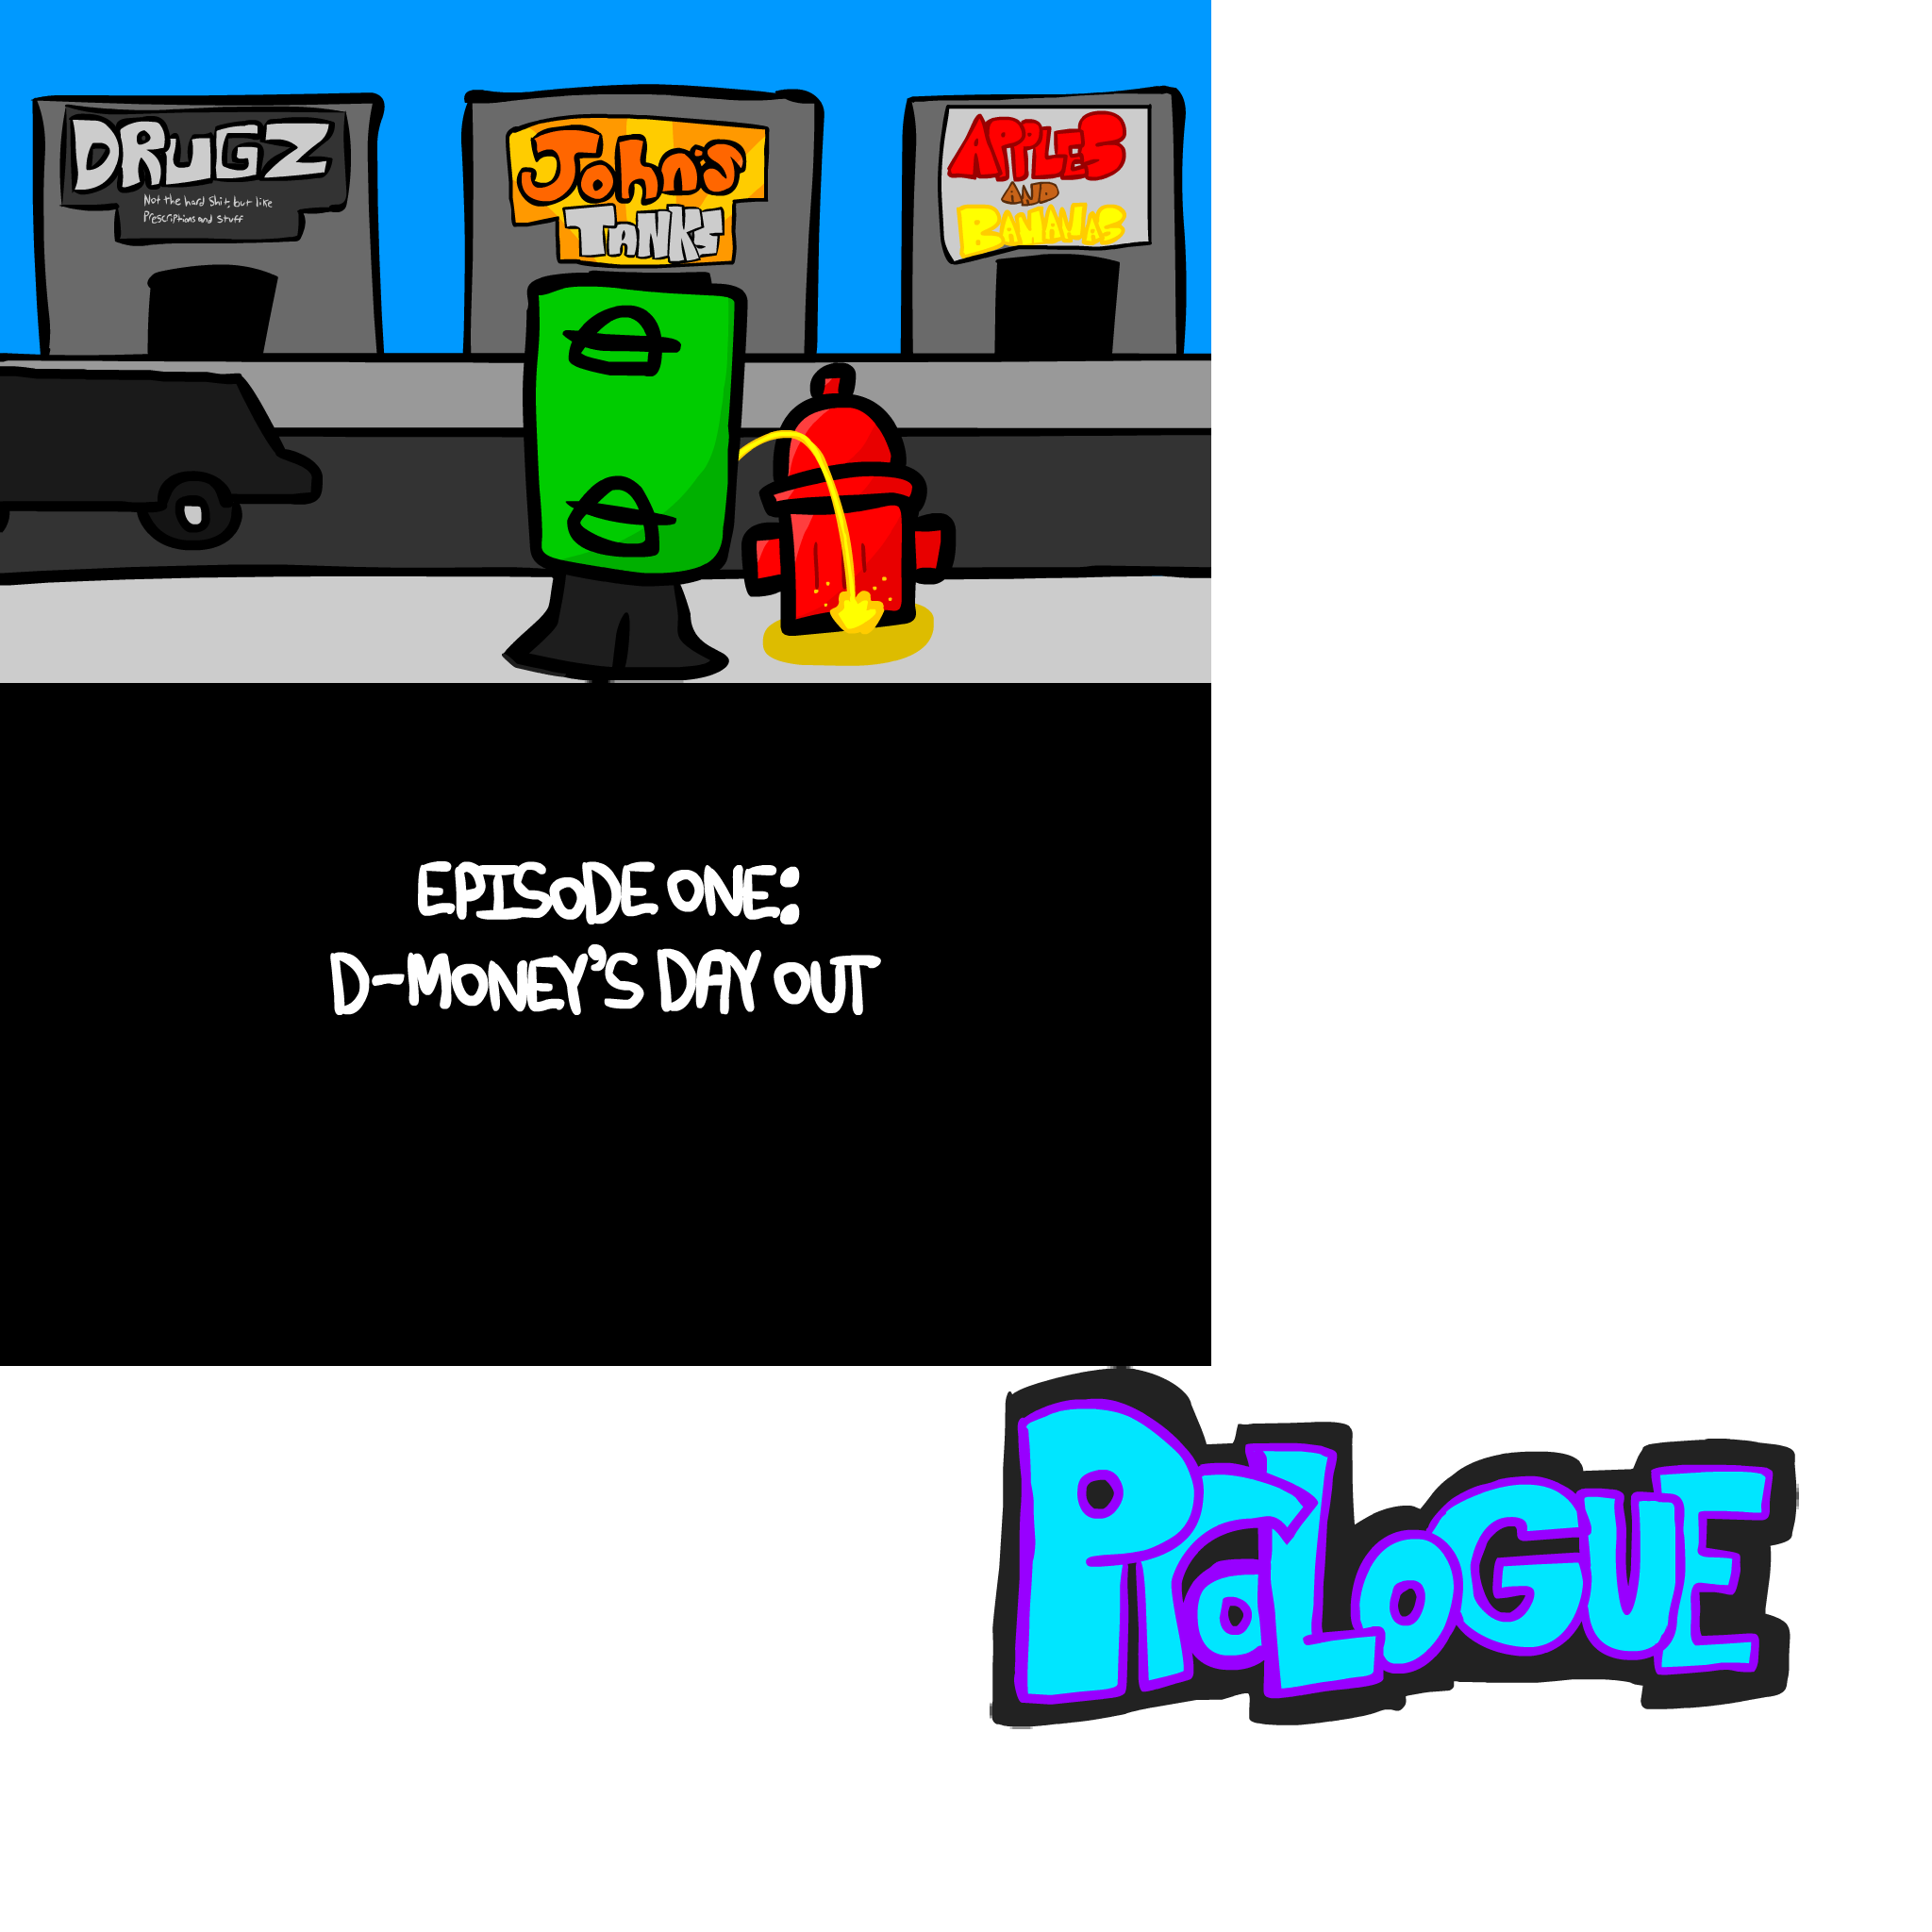 DRUGZ
Not the hard Shit, but like
Prescriptions and stuff
John's
TANKS
APPLES
AND
BANANAS
EPISODE ONE:
D-MONEY'S DAY OUT
PROLOGUE